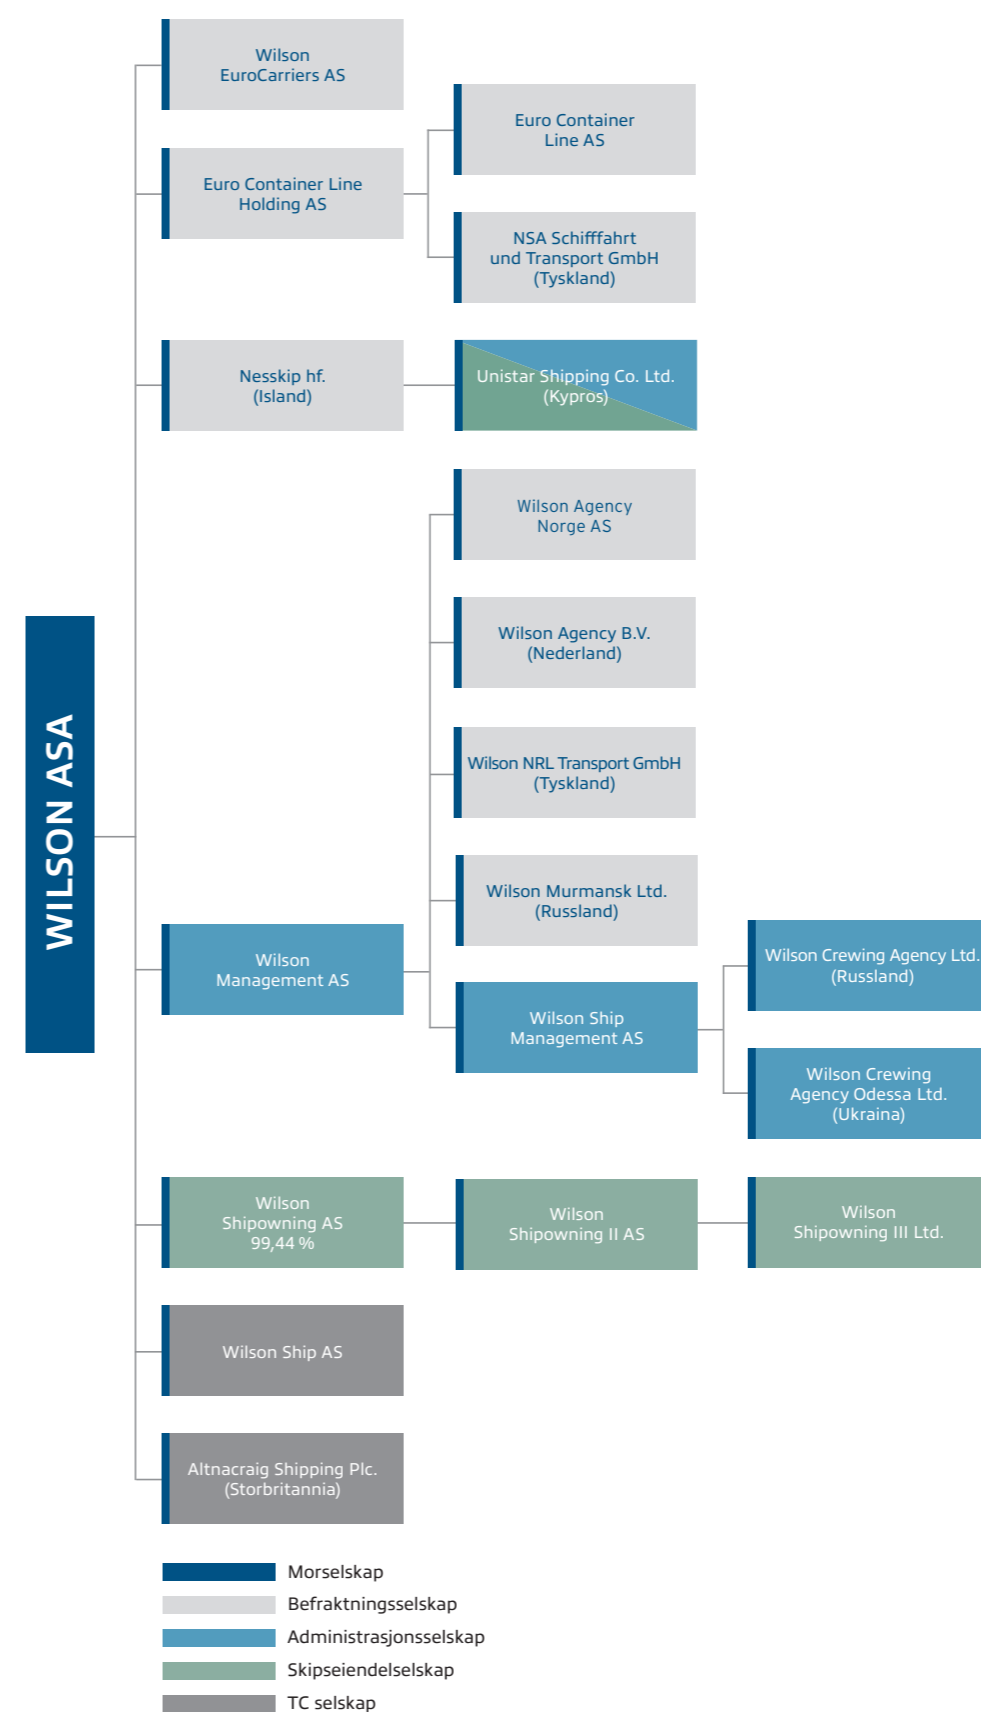 WILSON ASA
Wilson
EuroCarriers AS
Euro Container Line
Holding AS
Euro Container
Line AS
NSA Schifffahrt
und Transport GmbH
(Tyskland)
Nesskip hf.
(Island)
Unistar Shipping Co. Ltd.
(Kypros)
Wilson
Management AS
Wilson Agency
Norge AS
Wilson Agency B.V.
(Nederland)
Wilson NRL Transport GmbH
(Tyskland)
Wilson Murmansk Ltd.
(Russland)
Wilson Ship
Management AS
Wilson Crewing Agency Ltd.
(Russland)
Wilson Crewing
Agency Odessa Ltd.
(Ukraina)
Wilson
Shipowning AS
99,44 %
Wilson
Shipowning II AS
Wilson
Shipowning III Ltd.
Wilson Ship AS
Altnacraig Shipping Plc.
(Storbritannia)
Morselskap
Befraktningsselskap
Administrasjonsselskap
Skipseiendelselskap
TC selskap